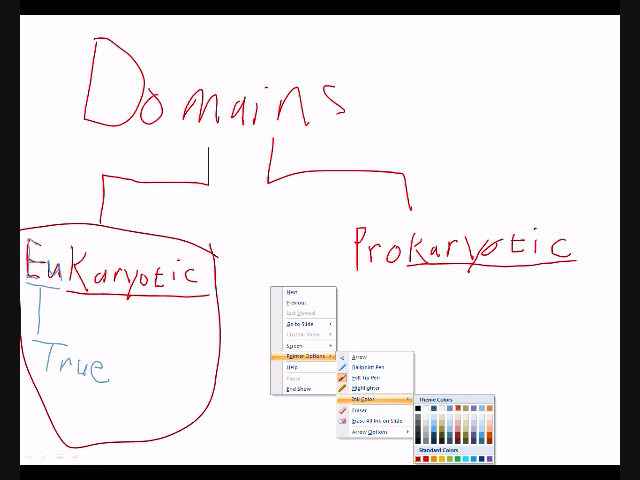 Domains
Eukaryotic
Prokaryotic
True
Next
Previous
Last Viewed
Go to Slide
Custom Show
Screen
Pointer Options
Help
Pause
End Show
Arrow
Ballpoint Pen
Felt Tip Pen
Highlighter
Ink Color
Eraser
Erase All Ink on Slide
Arrow Options
Theme Colors
Standard Colors